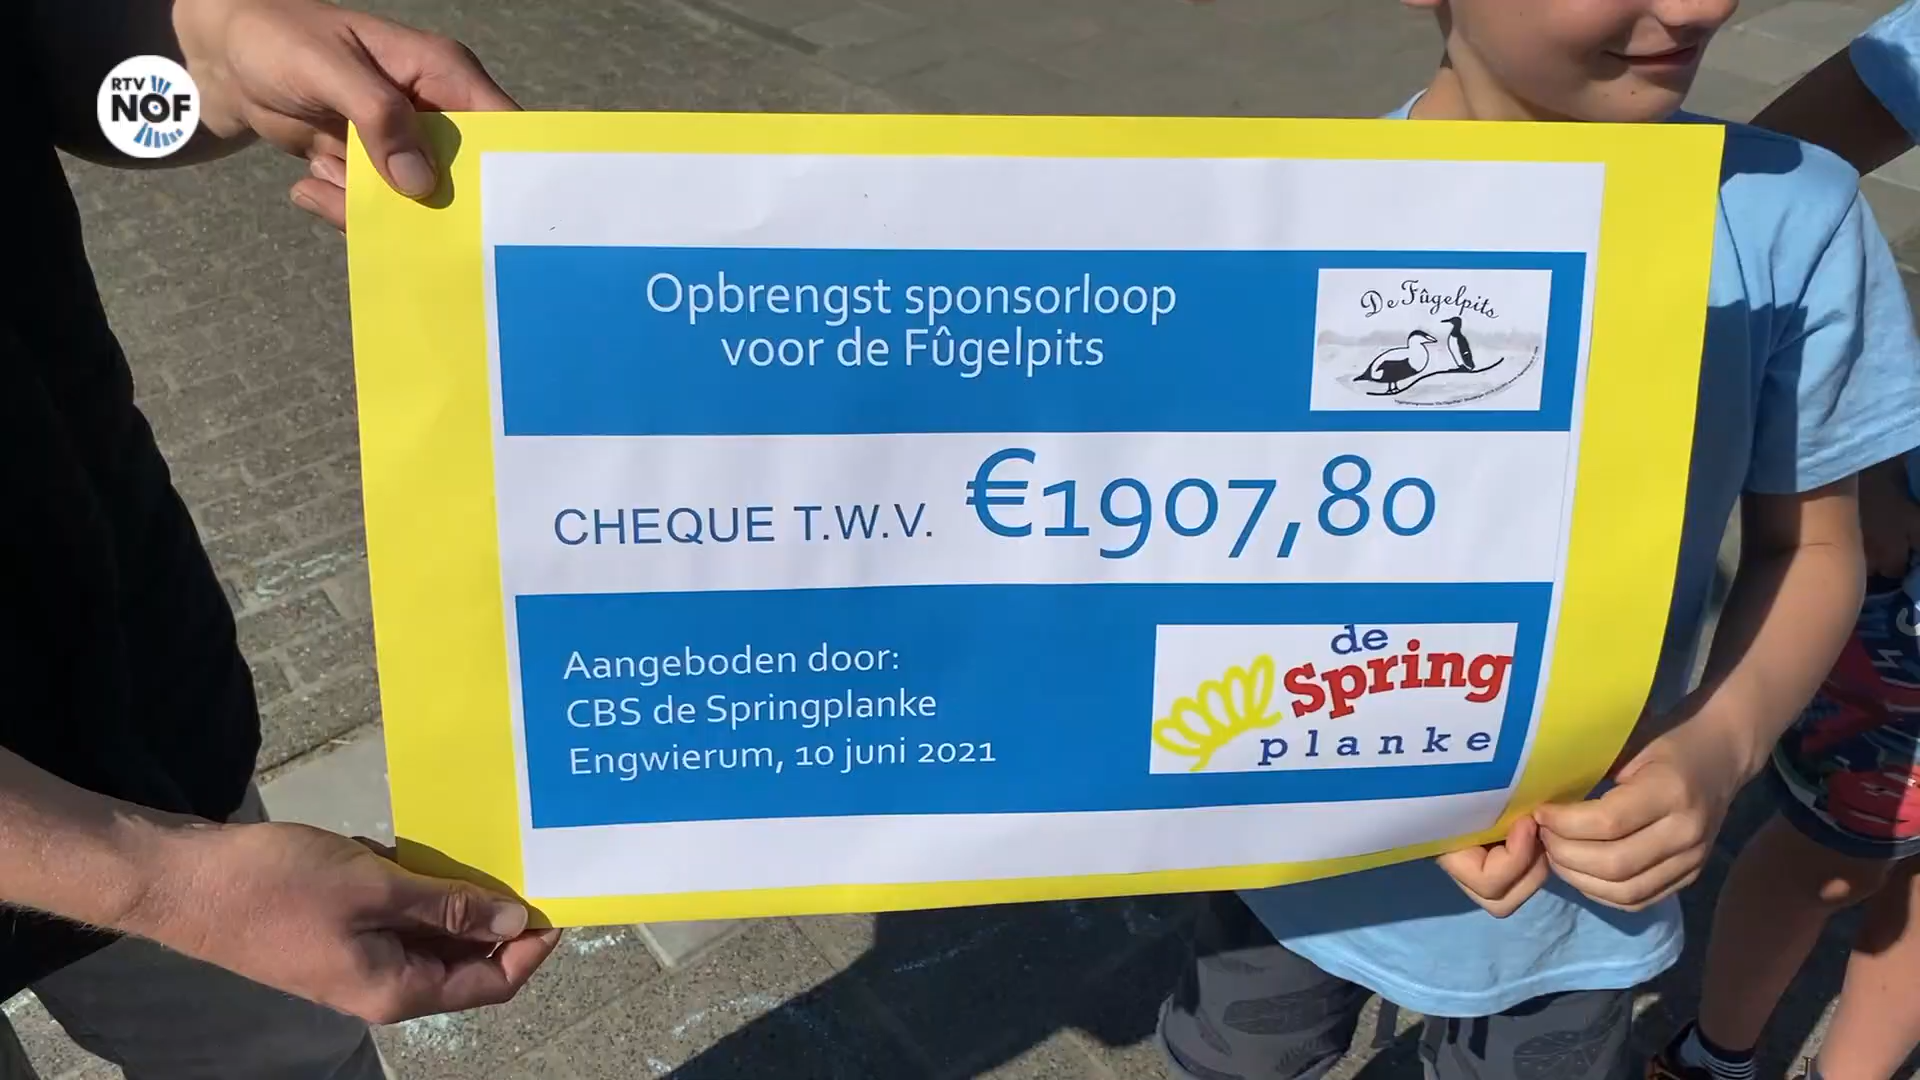 RTV
NOF
Opbrengst sponsorloop
voor de Fûgelpits
De Fûgelpits
CHEQUE T.W.V. €1907,80
Aangeboden door:
CBS de Springplanke
Engwierum, 10 juni 2021
de
Spring
planke